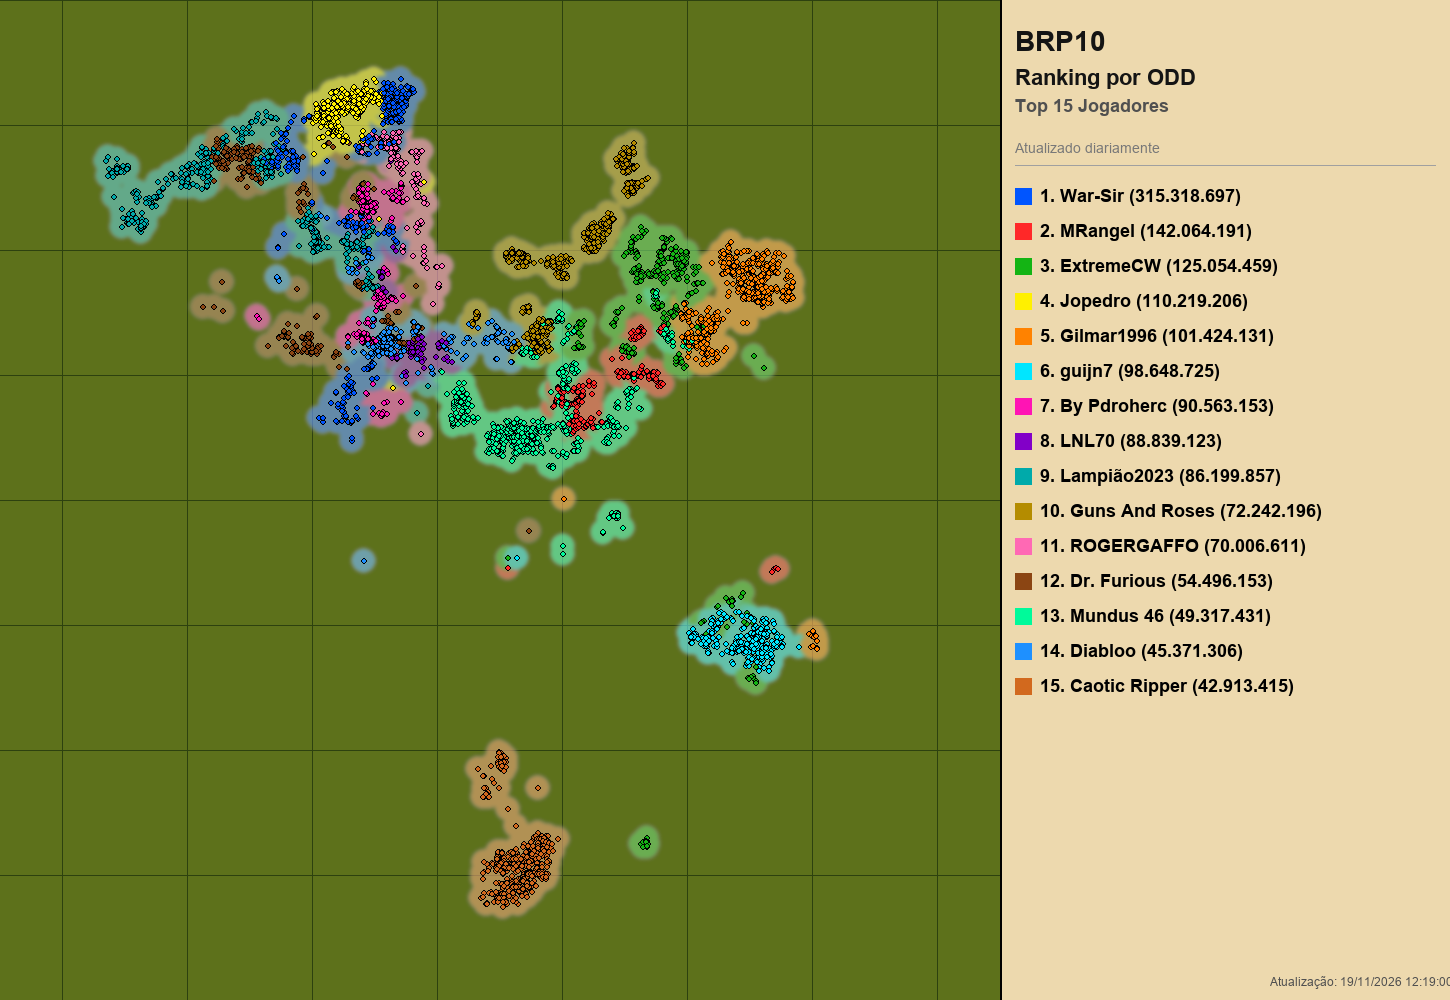 BRP10
Ranking por ODD
Top 15 Jogadores
Atualizado diariamente
1. War-Sir (315.318.697)
2. MRangel (142.064.191)
3. ExtremeCW (125.054.459)
4. Jopedro (110.219.206)
5. Gilmar1996 (101.424.131)
6. guijn7 (98.648.725)
7. By Pdroherc (90.563.153)
8. LNL70 (88.839.123)
9. Lampião2023 (86.199.857)
10. Guns And Roses (72.242.196)
11. ROGERGAFFO (70.006.611)
12. Dr. Furious (54.496.153)
13. Mundus 46 (49.317.431)
14. Diabloo (45.371.306)
15. Caotic Ripper (42.913.415)
Atualização: 19/11/2026 12:19:00